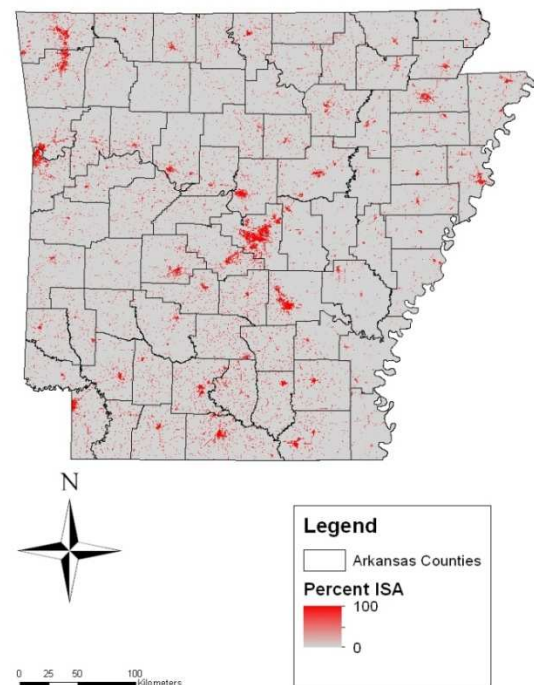 N
Legend
Arkansas Counties
Percent ISA
100
0
0 25 50 100
Kilometers